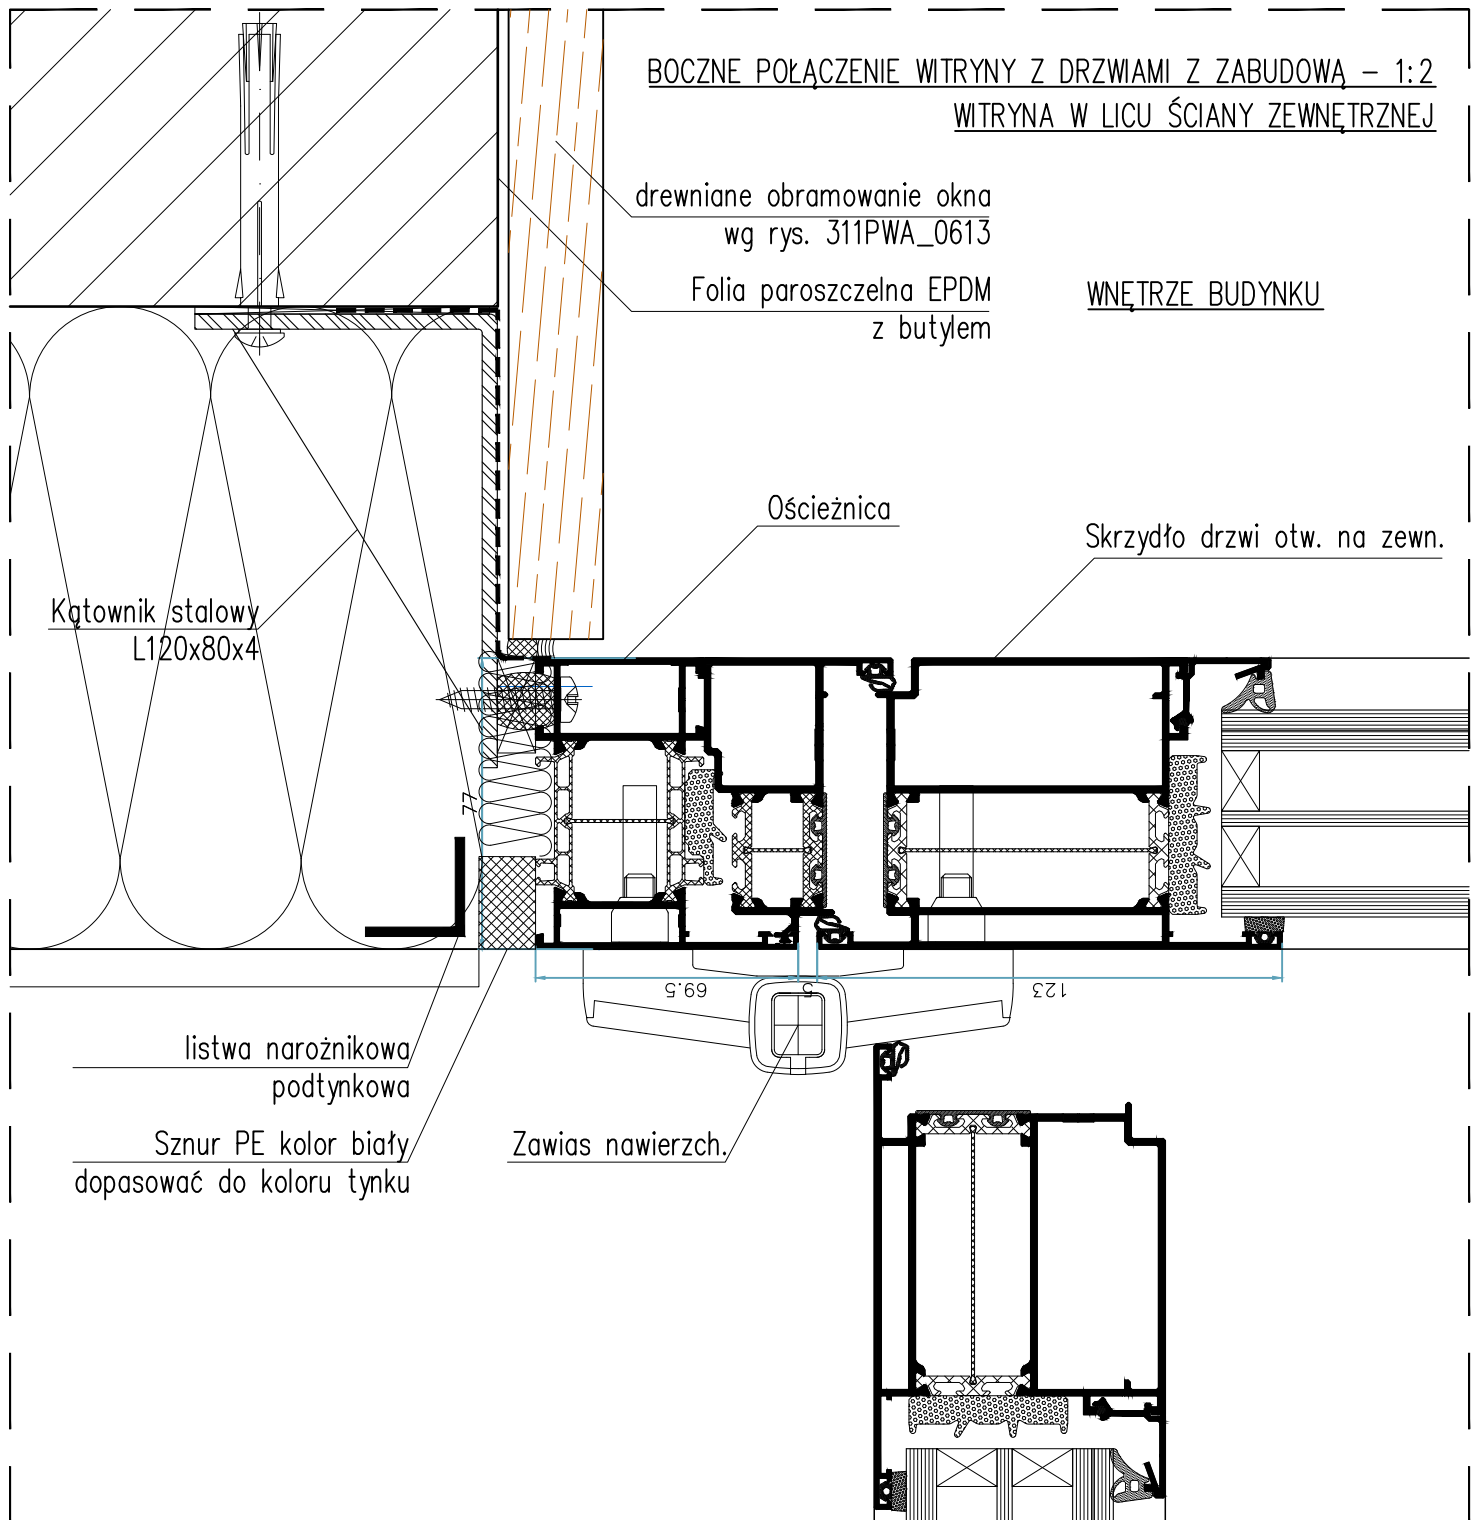 BOCZNE POŁĄCZENIE WITRYNY Z DRZWIAMI Z ZABUDOWĄ – 1:2
WITRYNA W LICU ŚCIANY ZEWNĘTRZNEJ
drewniane obramowanie okna
wg rys. 311PWA_0613
Folia paroszczelna EPDM
z butylem
WNĘTRZE BUDYNKU
Ościeżnica
Skrzydło drzwi otw. na zewn.
Kątownik stalowy
L120x80x4
77
69.5
5
123
listwa narożnikowa
podtynkowa
Sznur PE kolor biały
dopasować do koloru tynku
Zawias nawierzch.